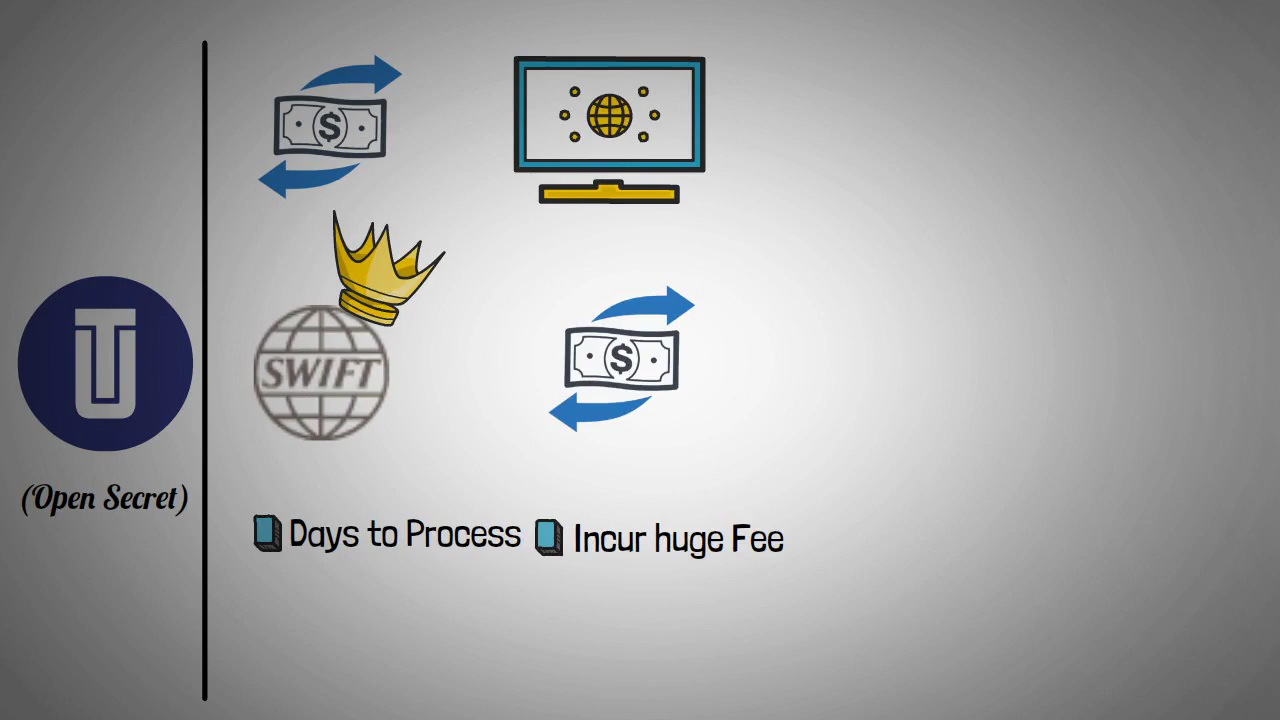 SWIFT
(Open Secret)
Days to Process
Incur huge Fee